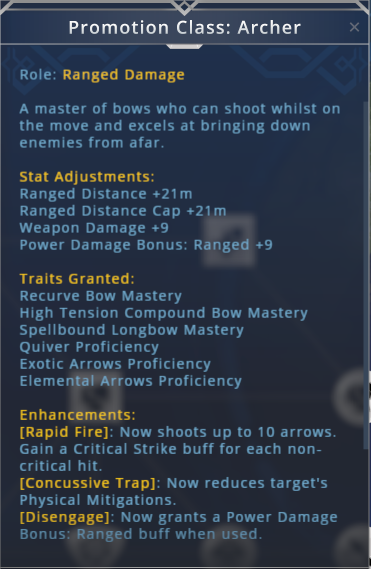 Promotion Class: Archer
Role: Ranged Damage
A master of bows who can shoot whilst on
the move and excels at bringing down
enemies from afar.
Stat Adjustments:
Ranged Distance +21m
Ranged Distance Cap +21m
Weapon Damage +9
Power Damage Bonus: Ranged +9
Traits Granted:
Recurve Bow Mastery
High Tension Compound Bow Mastery
Spellbound Longbow Mastery
Quiver Proficiency
Exotic Arrows Proficiency
Elemental Arrows Proficiency
Enhancements:
[Rapid Fire]: Now shoots up to 10 arrows.
Gain a Critical Strike buff for each non-
critical hit.
[Concussive Trap]: Now reduces target's
Physical Mitigations.
[Disengage]: Now grants a Power Damage
Bonus: Ranged buff when used.